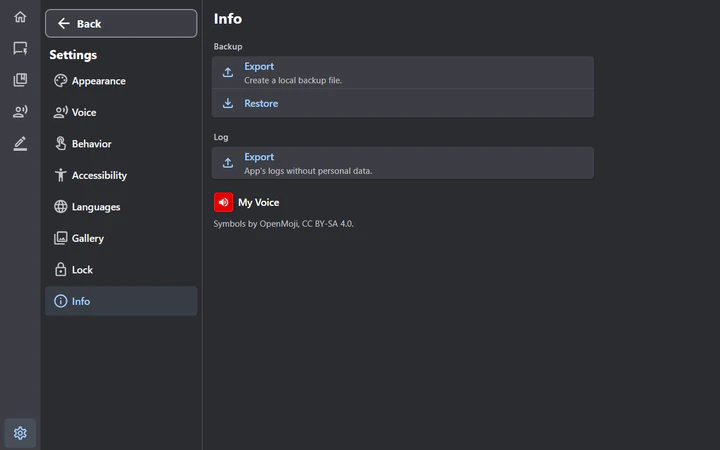 Back
Settings
Appearance
Voice
Behavior
Accessibility
Languages
Gallery
Lock
Info
Info
Backup
Export
Create a local backup file.
Restore
Log
Export
App's logs without personal data.
My Voice
Symbols by OpenMoji, CC BY-SA 4.0.